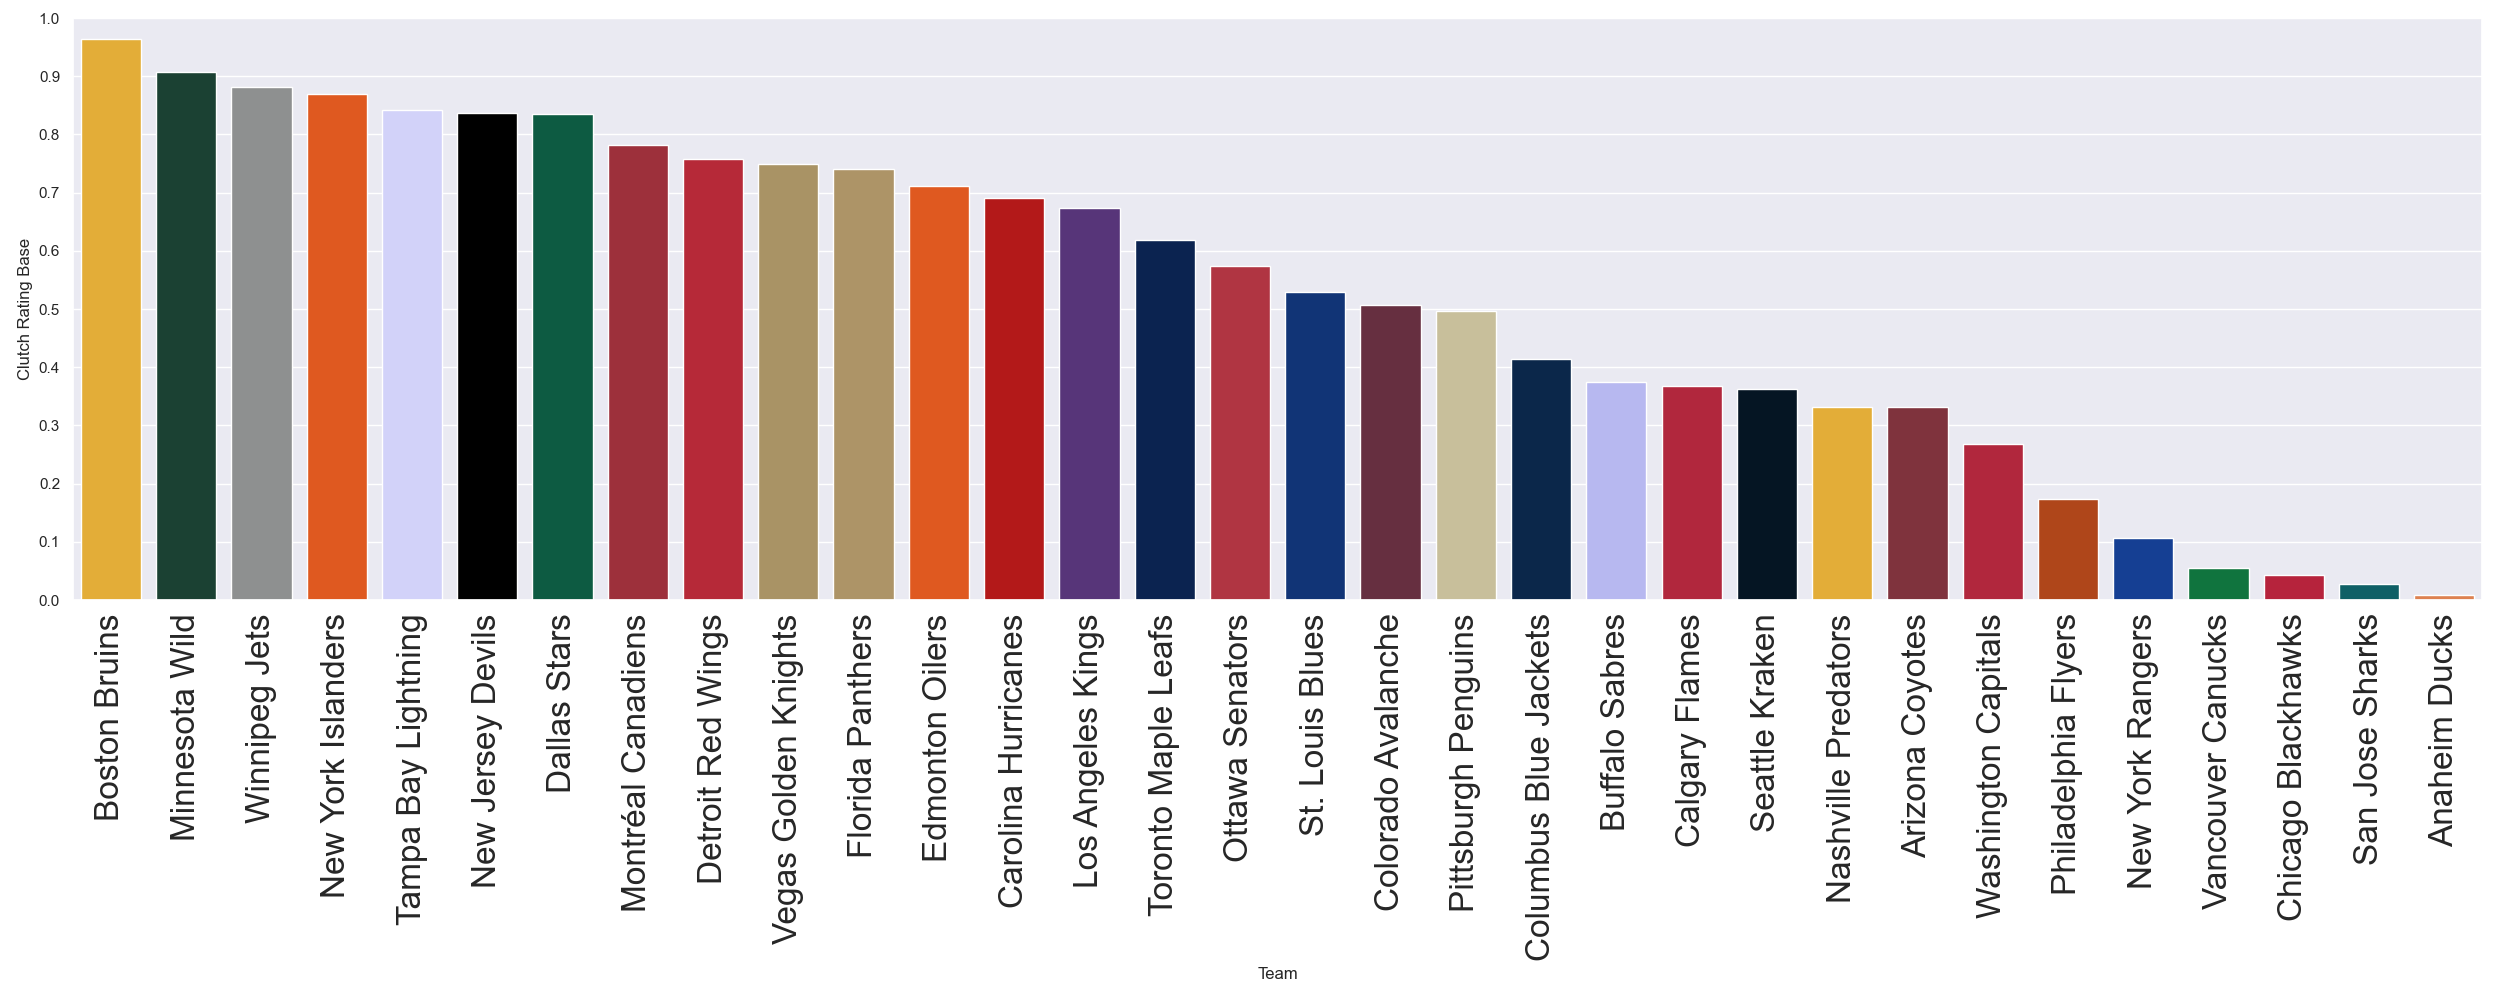 1.0
0.9
0.8
0.7
0.6
0.5
0.4
0.3
0.2
0.1
0.0
Clutch Rating Base
Boston Bruins
Minnesota Wild
Winnipeg Jets
New York Islanders
Tampa Bay Lightning
New Jersey Devils
Dallas Stars
Montréal Canadiens
Detroit Red Wings
Vegas Golden Knights
Florida Panthers
Edmonton Oilers
Carolina Hurricanes
Los Angeles Kings
Toronto Maple Leafs
Ottawa Senators
St. Louis Blues
Colorado Avalanche
Pittsburgh Penguins
Columbus Blue Jackets
Buffalo Sabres
Calgary Flames
Seattle Kraken
Nashville Predators
Arizona Coyotes
Washington Capitals
Philadelphia Flyers
New York Rangers
Vancouver Canucks
Chicago Blackhawks
San Jose Sharks
Anaheim Ducks
Team